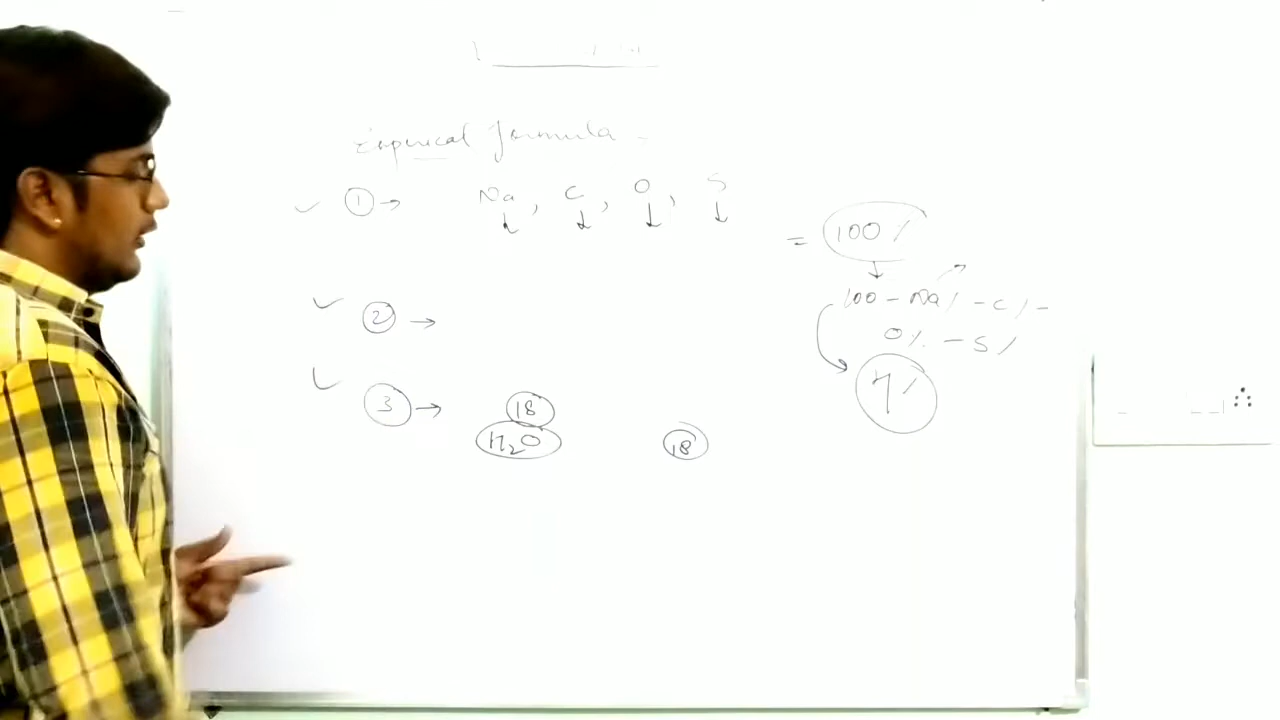 Empirical formula -
① → Na, C, O, S
= 100 %
100 - Na % - C % -
O % - S %
② →
③ → 18
H₂O 18